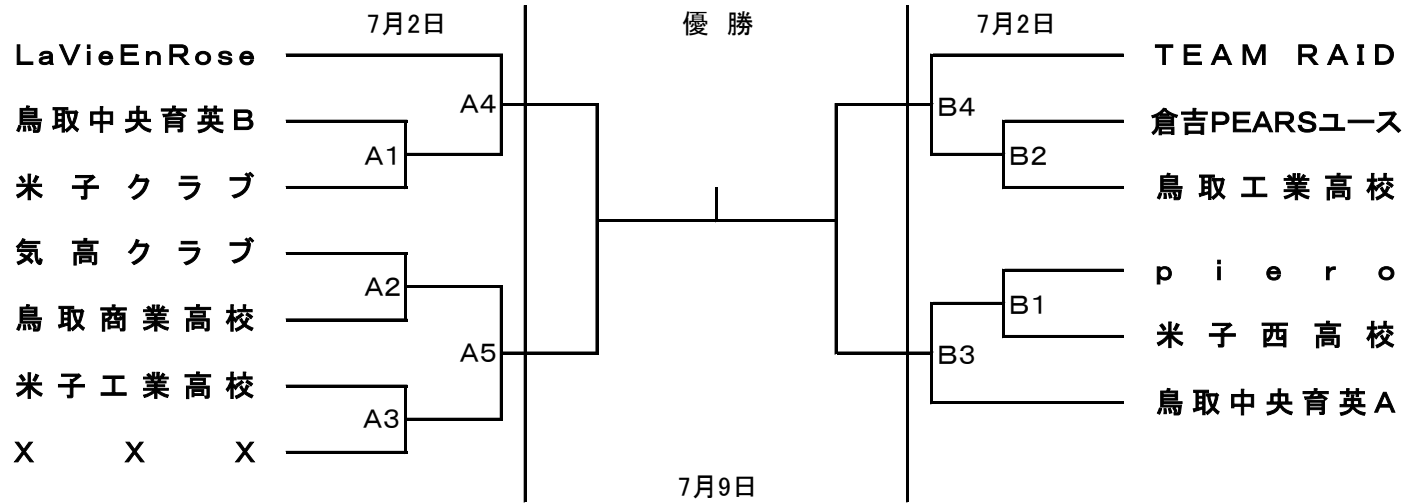 7月2日
優 勝
7月2日
LaVieEnRose
TEAM RAID
A4
B4
鳥取中央育英B
倉吉PEARSユース
A1
B2
米子クラブ
鳥取工業高校
気高クラブ
piero
A2
B1
鳥取商業高校
米子西高校
A5
B3
米子工業高校
鳥取中央育英A
A3
X X X
7月9日